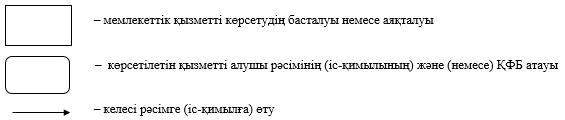 – мемлекеттік қызметті көрсетудің басталуы немесе аяқталуы
– көрсетілетін қызметті алушы рәсімінің (іс-қимылының) және (немесе) ҚФБ атауы
– келесі рәсімге (іс-қимылға) өту